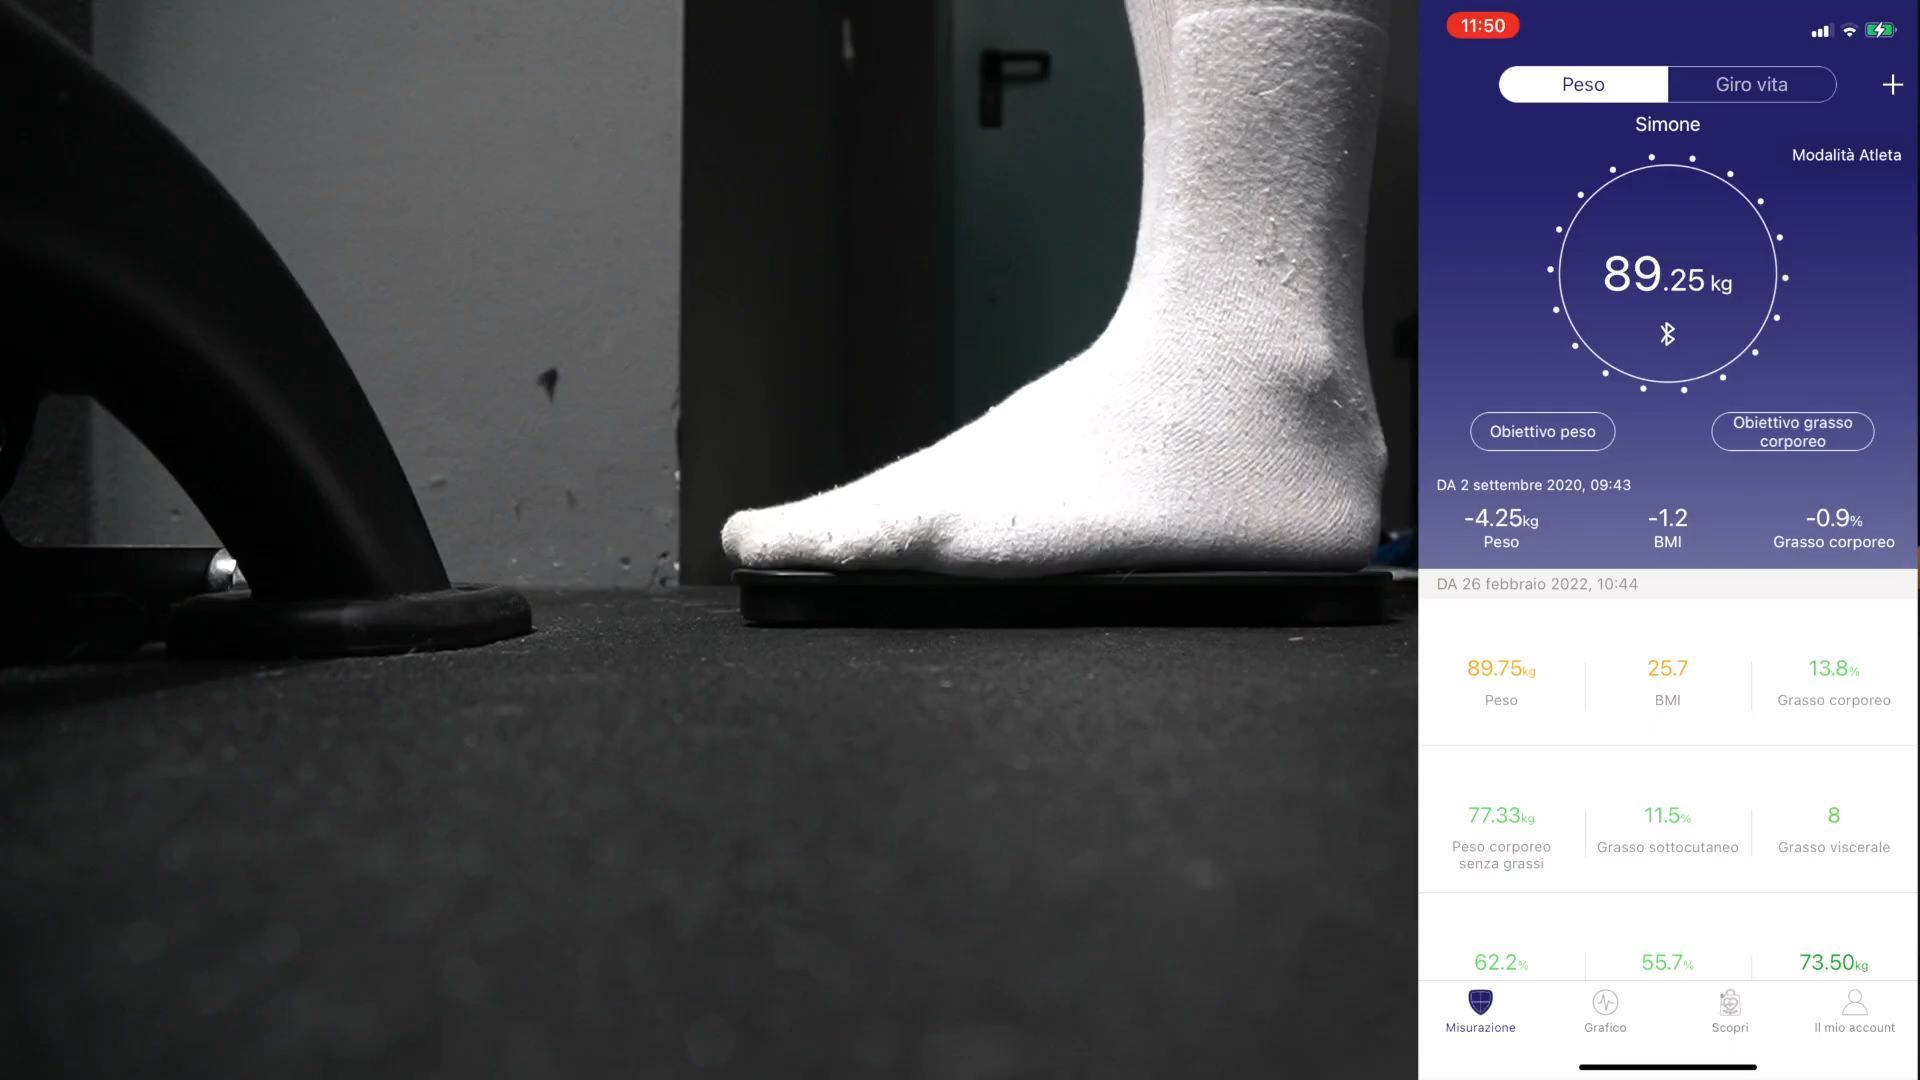 11:50
Peso
Giro vita
Simone
Modalità Atleta
89.25 kg
Obiettivo peso
Obiettivo grasso
corporeo
DA 2 settembre 2020, 09:43
-4.25kg
-1.2
-0.9%
Peso
BMI
Grasso corporeo
DA 26 febbraio 2022, 10:44
89.75kg
25.7
13.8%
Peso
BMI
Grasso corporeo
77.33kg
11.5%
8
Peso corporeo
senza grassi
Grasso sottocutaneo
Grasso viscerale
62.2%
55.7%
73.50kg
Misurazione
Grafico
Scopri
Il mio account